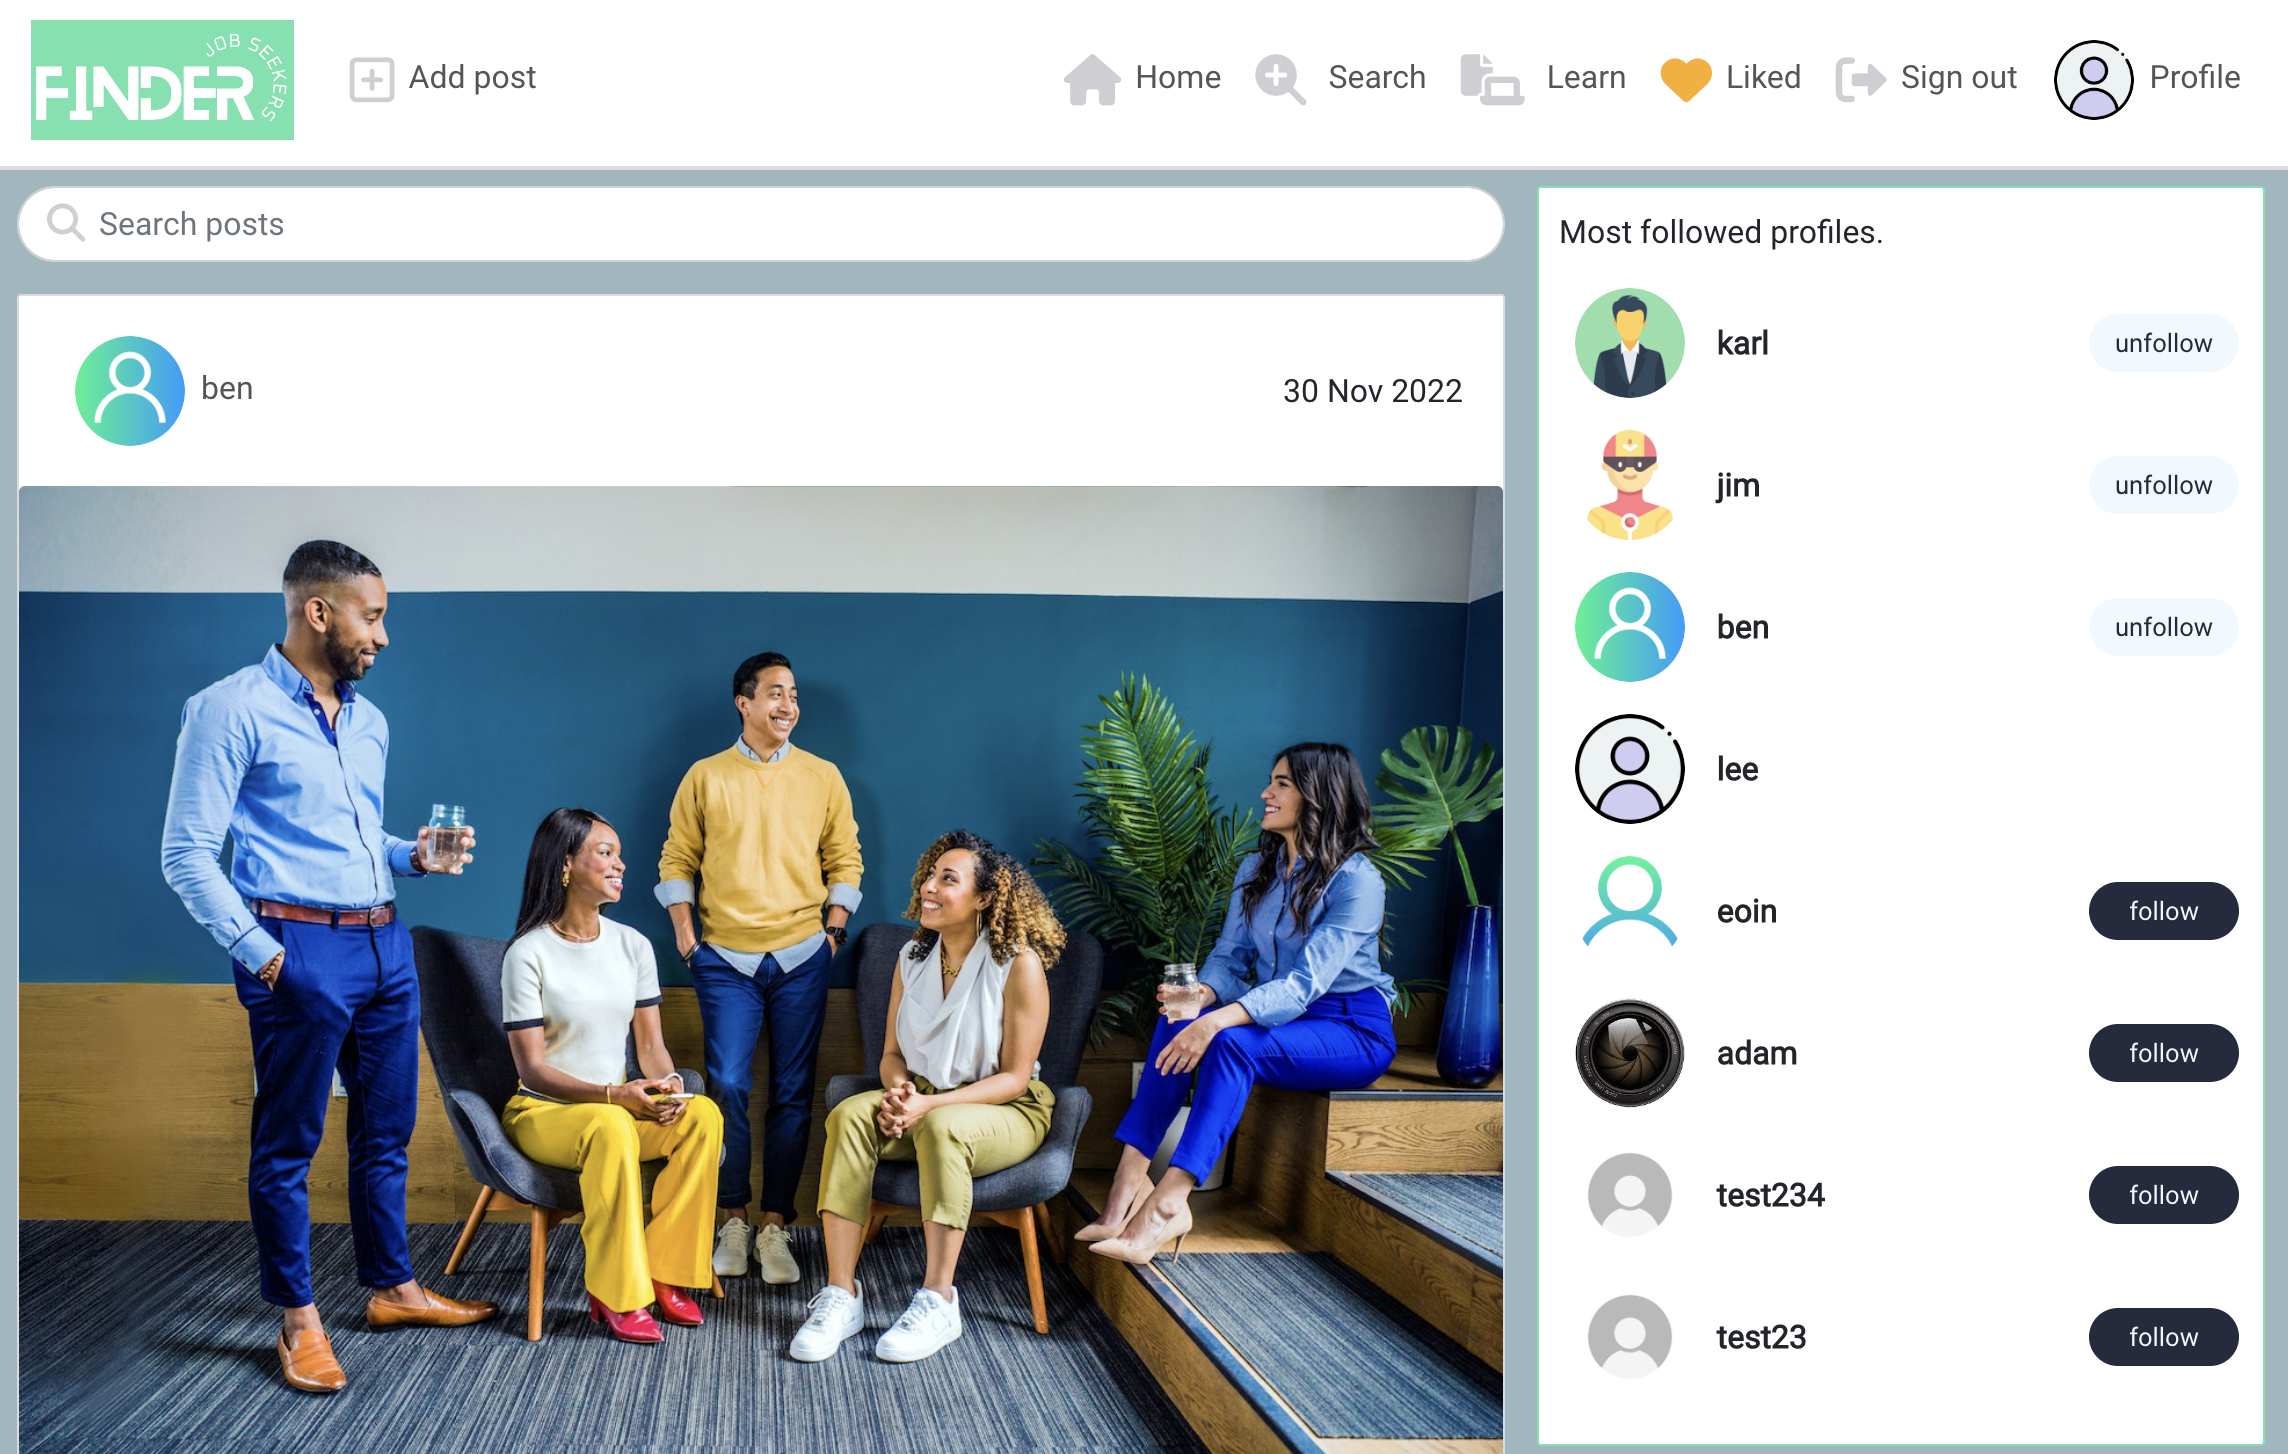 FINDER
JOB SEEKERS
Add post
Home
Search
Learn
Liked
Sign out
Profile
Search posts
ben
30 Nov 2022
Most followed profiles.
karl
unfollow
jim
unfollow
ben
unfollow
lee
eoin
follow
adam
follow
test234
follow
test23
follow